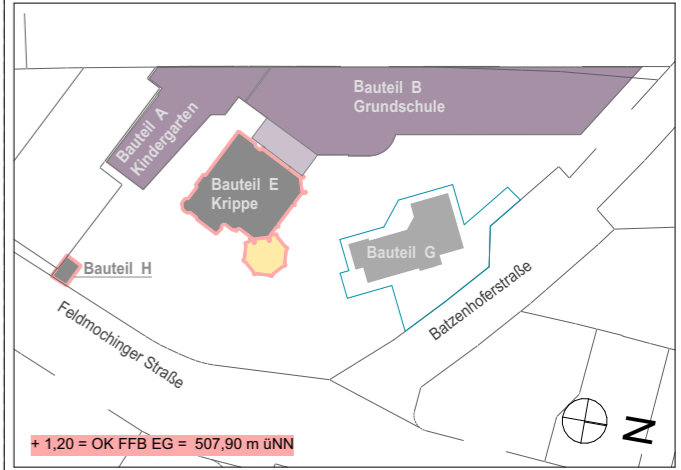 Bauteil B
Grundschule
Bauteil A
Kindergarten
Bauteil E
Krippe
Bauteil G
Bauteil H
Feldmochinger Straße
Batzenhoferstraße
+ 1,20 = OK FFB EG = 507,90 m üNN
N